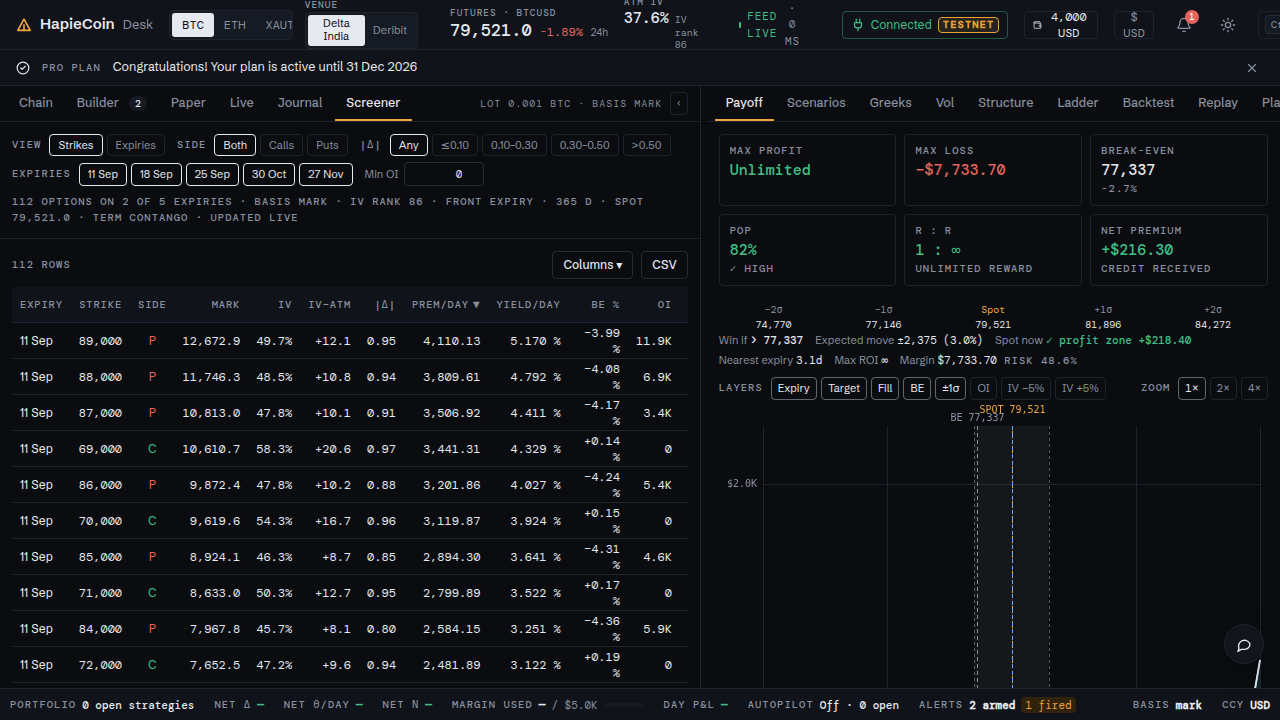 HapieCoin Desk BTC ETH XAUT
VENUE
Delta India Deribit
FUTURES · BTCUSD
79,521.0 -1.89% 24h
ATM IV
37.6% IV rank 86
FEED LIVE · 0 MS
Connected TESTNET
4,000 USD
$ USD
1
PRO PLAN Congratulations! Your plan is active until 31 Dec 2026
Chain Builder 2 Paper Live Journal Screener LOT 0.001 BTC · BASIS MARK ‹
VIEW Strikes Expiries SIDE Both Calls Puts |Δ| Any ≤0.10 0.10–0.30 0.30–0.50 >0.50
EXPIRIES 11 Sep 18 Sep 25 Sep 30 Oct 27 Nov Min OI 0
112 OPTIONS ON 2 OF 5 EXPIRIES · BASIS MARK · IV RANK 86 · FRONT EXPIRY · 365 D · SPOT
79,521.0 · TERM CONTANGO · UPDATED LIVE
112 ROWS Columns ▾ CSV
EXPIRY STRIKE SIDE MARK IV IV−ATM |Δ| PREM/DAY ▼ YIELD/DAY BE % OI
11 Sep 89,000 P 12,672.9 49.7% +12.1 0.95 4,110.13 5.170 % −3.99 % 11.9K
11 Sep 88,000 P 11,746.3 48.5% +10.8 0.94 3,809.61 4.792 % −4.08 % 6.9K
11 Sep 87,000 P 10,813.0 47.8% +10.1 0.91 3,506.92 4.411 % −4.17 % 3.4K
11 Sep 69,000 C 10,610.7 58.3% +20.6 0.97 3,441.31 4.329 % +0.14 % 0
11 Sep 86,000 P 9,872.4 47.8% +10.2 0.88 3,201.86 4.027 % −4.24 % 5.4K
11 Sep 70,000 C 9,619.6 54.3% +16.7 0.96 3,119.87 3.924 % +0.15 % 0
11 Sep 85,000 P 8,924.1 46.3% +8.7 0.85 2,894.30 3.641 % −4.31 % 4.6K
11 Sep 71,000 C 8,633.0 50.3% +12.7 0.95 2,799.89 3.522 % +0.17 % 0
11 Sep 84,000 P 7,967.8 45.7% +8.1 0.80 2,584.15 3.251 % −4.36 % 5.9K
11 Sep 72,000 C 7,652.5 47.2% +9.6 0.94 2,481.89 3.122 % +0.19 % 0
Payoff Scenarios Greeks Vol Structure Ladder Backtest Replay
MAX PROFIT
Unlimited
MAX LOSS
−$7,733.70
BREAK-EVEN
77,337
-2.7%
POP
82%
✓ HIGH
R : R
1 : ∞
UNLIMITED REWARD
NET PREMIUM
+$216.30
CREDIT RECEIVED
−2σ −1σ Spot +1σ +2σ
74,770 77,146 79,521 81,896 84,272
Win if > 77,337 Expected move ±2,375 (3.0%) Spot now ✓ profit zone +$218.40
Nearest expiry 3.1d Max ROI ∞ Margin $7,733.70 RISK 48.6%
LAYERS Expiry Target Fill BE ±1σ OI IV −5% IV +5% ZOOM 1× 2× 4×
SPOT 79,521
BE 77,337
$2.0K
PORTFOLIO 0 open strategies NET Δ — NET θ/DAY — NET N — MARGIN USED — / $5.0K DAY P&L — AUTOPILOT Off · 0 open ALERTS 2 armed 1 fired BASIS mark CCY USD